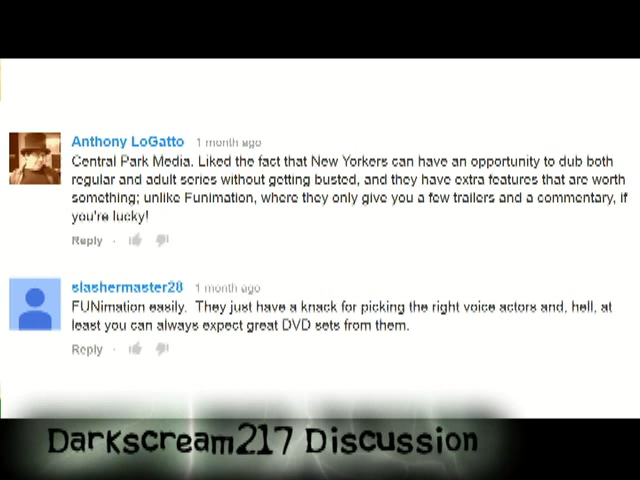 Anthony LoGatto 1 month ago
Central Park Media. Liked the fact that New Yorkers can have an opportunity to dub both
regular and adult series without getting busted, and they have extra features that are worth
something; unlike Funimation, where they only give you a few trailers and a commentary, if
you're lucky!
Reply ·
slashermaster28 1 month ago
FUNimation easily. They just have a knack for picking the right voice actors and, hell, at
least you can always expect great DVD sets from them.
Reply ·
Darkscream217 Discussion